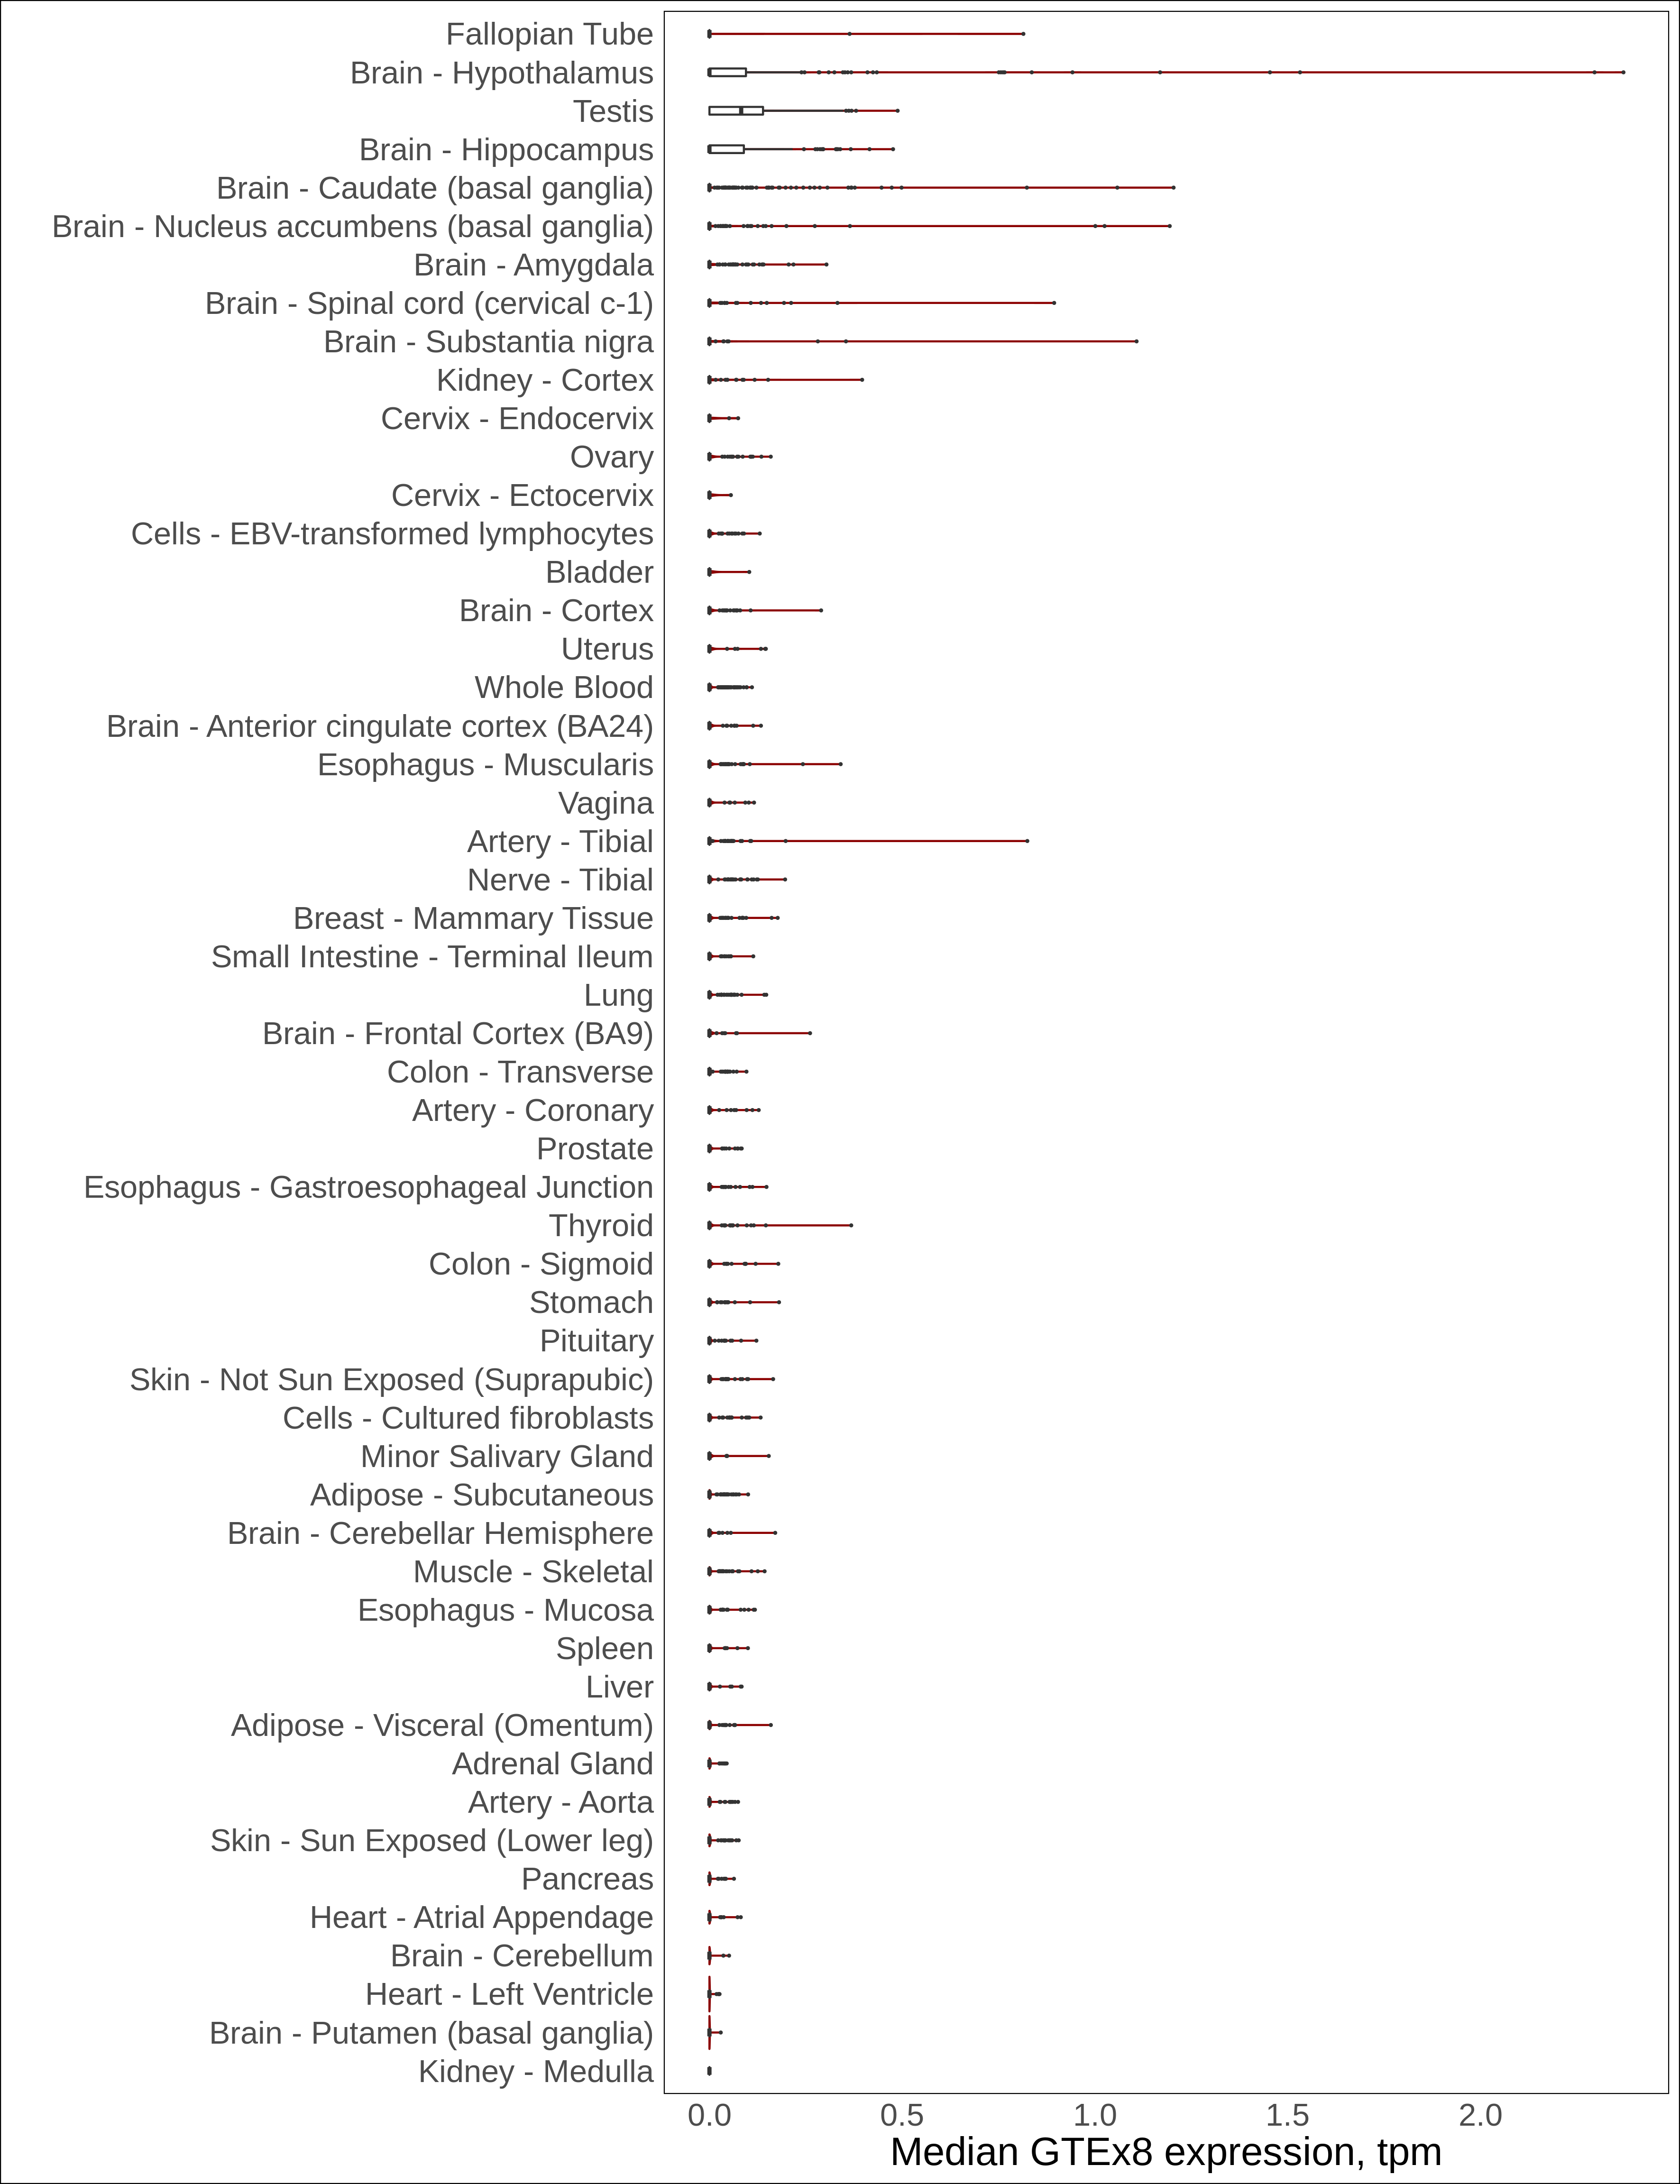 Fallopian Tube
Brain - Hypothalamus
Testis
Brain - Hippocampus
Brain - Caudate (basal ganglia)
Brain - Nucleus accumbens (basal ganglia)
Brain - Amygdala
Brain - Spinal cord (cervical c-1)
Brain - Substantia nigra
Kidney - Cortex
Cervix - Endocervix
Ovary
Cervix - Ectocervix
Cells - EBV-transformed lymphocytes
Bladder
Brain - Cortex
Uterus
Whole Blood
Brain - Anterior cingulate cortex (BA24)
Esophagus - Muscularis
Vagina
Artery - Tibial
Nerve - Tibial
Breast - Mammary Tissue
Small Intestine - Terminal Ileum
Lung
Brain - Frontal Cortex (BA9)
Colon - Transverse
Artery - Coronary
Prostate
Esophagus - Gastroesophageal Junction
Thyroid
Colon - Sigmoid
Stomach
Pituitary
Skin - Not Sun Exposed (Suprapubic)
Cells - Cultured fibroblasts
Minor Salivary Gland
Adipose - Subcutaneous
Brain - Cerebellar Hemisphere
Muscle - Skeletal
Esophagus - Mucosa
Spleen
Liver
Adipose - Visceral (Omentum)
Adrenal Gland
Artery - Aorta
Skin - Sun Exposed (Lower leg)
Pancreas
Heart - Atrial Appendage
Brain - Cerebellum
Heart - Left Ventricle
Brain - Putamen (basal ganglia)
Kidney - Medulla
0.0 0.5 1.0 1.5 2.0
Median GTEx8 expression, tpm